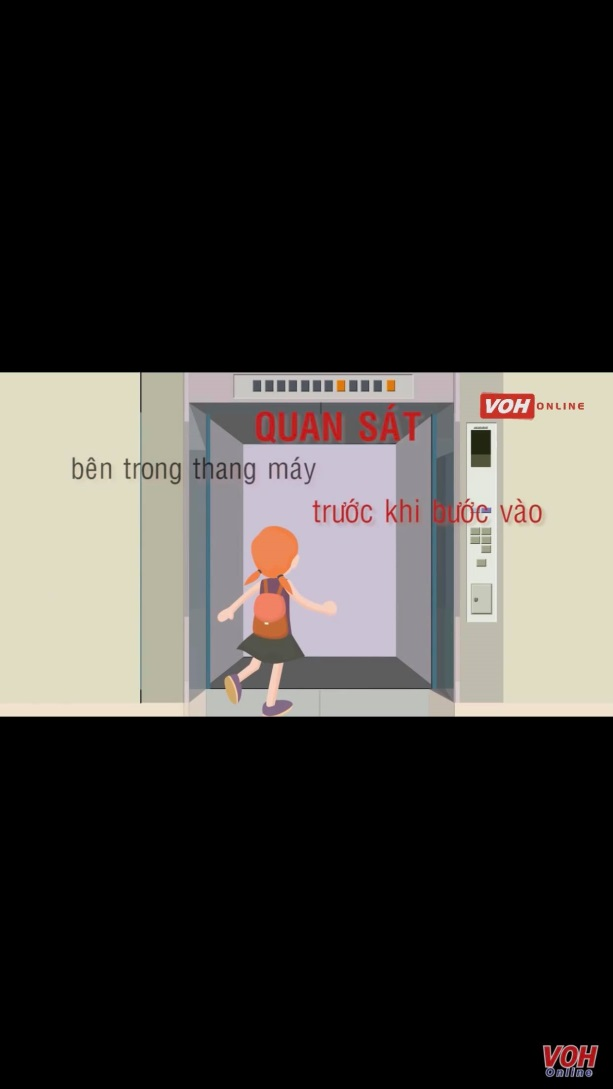 VOH ONLINE
QUAN SÁT
bên trong thang máy
trước khi bước vào
VOH
Online